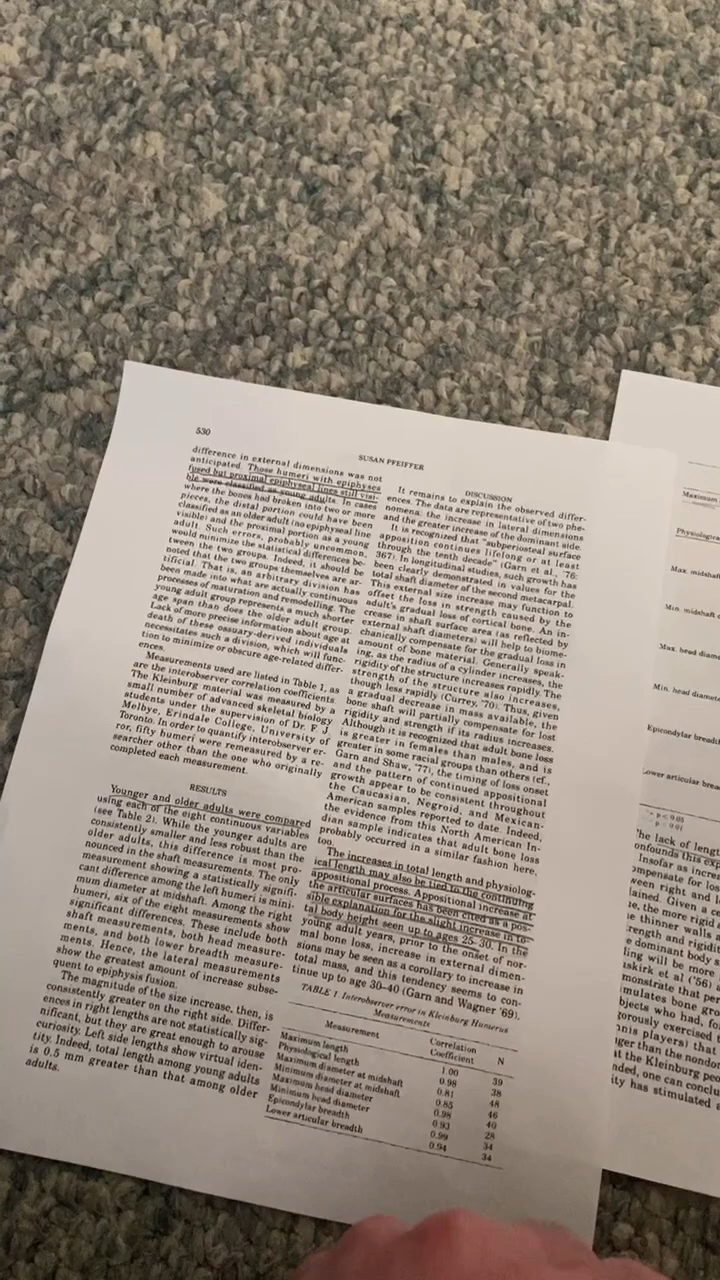 530
SUSAN PFEIFFER
difference in external dimensions was not
anticipated. Those humeri with epiphyses
fused but proximal epiphyseal lines still visi-
ble were classified as young adults. In cases
where the bones had broken into two or more
pieces, the distal portion could have been
classified as an older adult (no epiphyseal line
visible) and the proximal portion as a young
adult. Such errors, probably uncommon,
would minimize the statistical differences be-
tween the two groups. Indeed, it should be
noted that the two groups themselves are ar-
tificial. That is, an arbitrary division has
been made into what are actually continuous
processes of maturation and remodelling. The
young adult group represents a much shorter
age span than does the older adult group.
Lack of more precise information about age at
death of these ossuary-derived individuals
necessitates such a division, which will func-
tion to minimize or obscure age-related differ-
ences.
Measurements used are listed in Table 1, as
are the interobserver correlation coefficients.
The Kleinburg material was measured by a
small number of advanced skeletal biology
students under the supervision of Dr. F. J.
Melbye, Erindale College, University of
Toronto. In order to quantify interobserver er-
ror, fifty humeri were remeasured by a re-
searcher other than the one who originally
completed each measurement.
RESULTS
Younger and older adults were compared
using each of the eight continuous variables
(see Table 2). While the younger adults are
consistently smaller and less robust than the
older adults, this difference is most pro-
nounced in the shaft measurements. The only
measurement showing a statistically signifi-
cant difference among the left humeri is mini-
mum diameter at midshaft. Among the right
humeri, six of the eight measurements show
significant differences. These include both
shaft measurements, both head measure-
ments, and both lower breadth measure-
ments. Hence, the lateral measurements
show the greatest amount of increase subse-
quent to epiphysis fusion.
The magnitude of the size increase, then, is
consistently greater on the right side. Differ-
ences in right lengths are not statistically sig-
nificant, but they are great enough to arouse
curiosity. Left side lengths show virtual iden-
tity. Indeed, total length among young adults
is 0.5 mm greater than that among older
adults.
DISCUSSION
It remains to explain the observed differ-
ences. The data are representative of two phe-
nomena: the increase in lateral dimensions
and the greater increase of the dominant side.
It is recognized that "subperiosteal surface
apposition continues lifelong or at least
through the tenth decade" (Garn et al., '76:
367). In longitudinal studies, such growth has
been clearly demonstrated in values for the
total shaft diameter of the second metacarpal.
This external size increase may function to
offset the loss in strength caused by the
adult's gradual loss of cortical bone. An in-
crease in shaft surface area (as reflected by
external shaft diameters) will help to biome-
chanically compensate for the gradual loss in
amount of bone material. Generally speak-
ing, as the radius of a cylinder increases, the
rigidity of the structure increases rapidly. The
strength of the structure also increases,
though less rapidly (Currey, '70). Thus, given
a gradual decrease in mass available, the
bone shaft will partially compensate for lost
rigidity and strength if its radius increases.
Although it is recognized that adult bone loss
is greater in females than males, and is
greater in some racial groups than others (cf.,
Garn and Shaw, '77), the timing of loss onset
and the pattern of continued appositional
growth appear to be consistent throughout
the Caucasian, Negroid, and Mexican-
American samples reported to date. Indeed,
the evidence from this North American In-
dian sample indicates that adult bone loss
probably occurred in a similar fashion here,
too.
The increases in total length and physiolog-
ical length may also be tied to the continuing
appositional process. Appositional increase at
the articular surfaces has been cited as a pos-
sible explanation for the slight increase in to-
tal body height seen up to ages 25-30. In the
young adult years, prior to the onset of nor-
mal bone loss, increase in external dimen-
sions may be seen as a corollary to increase in
total mass, and this tendency seems to con-
tinue up to age 30-40 (Garn and Wagner '69).
TABLE 1. Interobserver error in Kleinburg Humerus
Measurements
Measurement Correlation Coefficient N
Maximum length 1.00 39
Physiological length 0.98 38
Maximum diameter at midshaft 0.81 48
Minimum diameter at midshaft 0.85 46
Maximum head diameter 0.98 40
Minimum head diameter 0.93 28
Epicondylar breadth 0.99 34
Lower articular breadth 0.94 34
Maximum
Max. midshaf
Min. midshaft
Max. head diame
Min. head diame
Epicondylar breadt
Lower articular brea
The lack of lengt
onfounds this exp
Insofar as increa